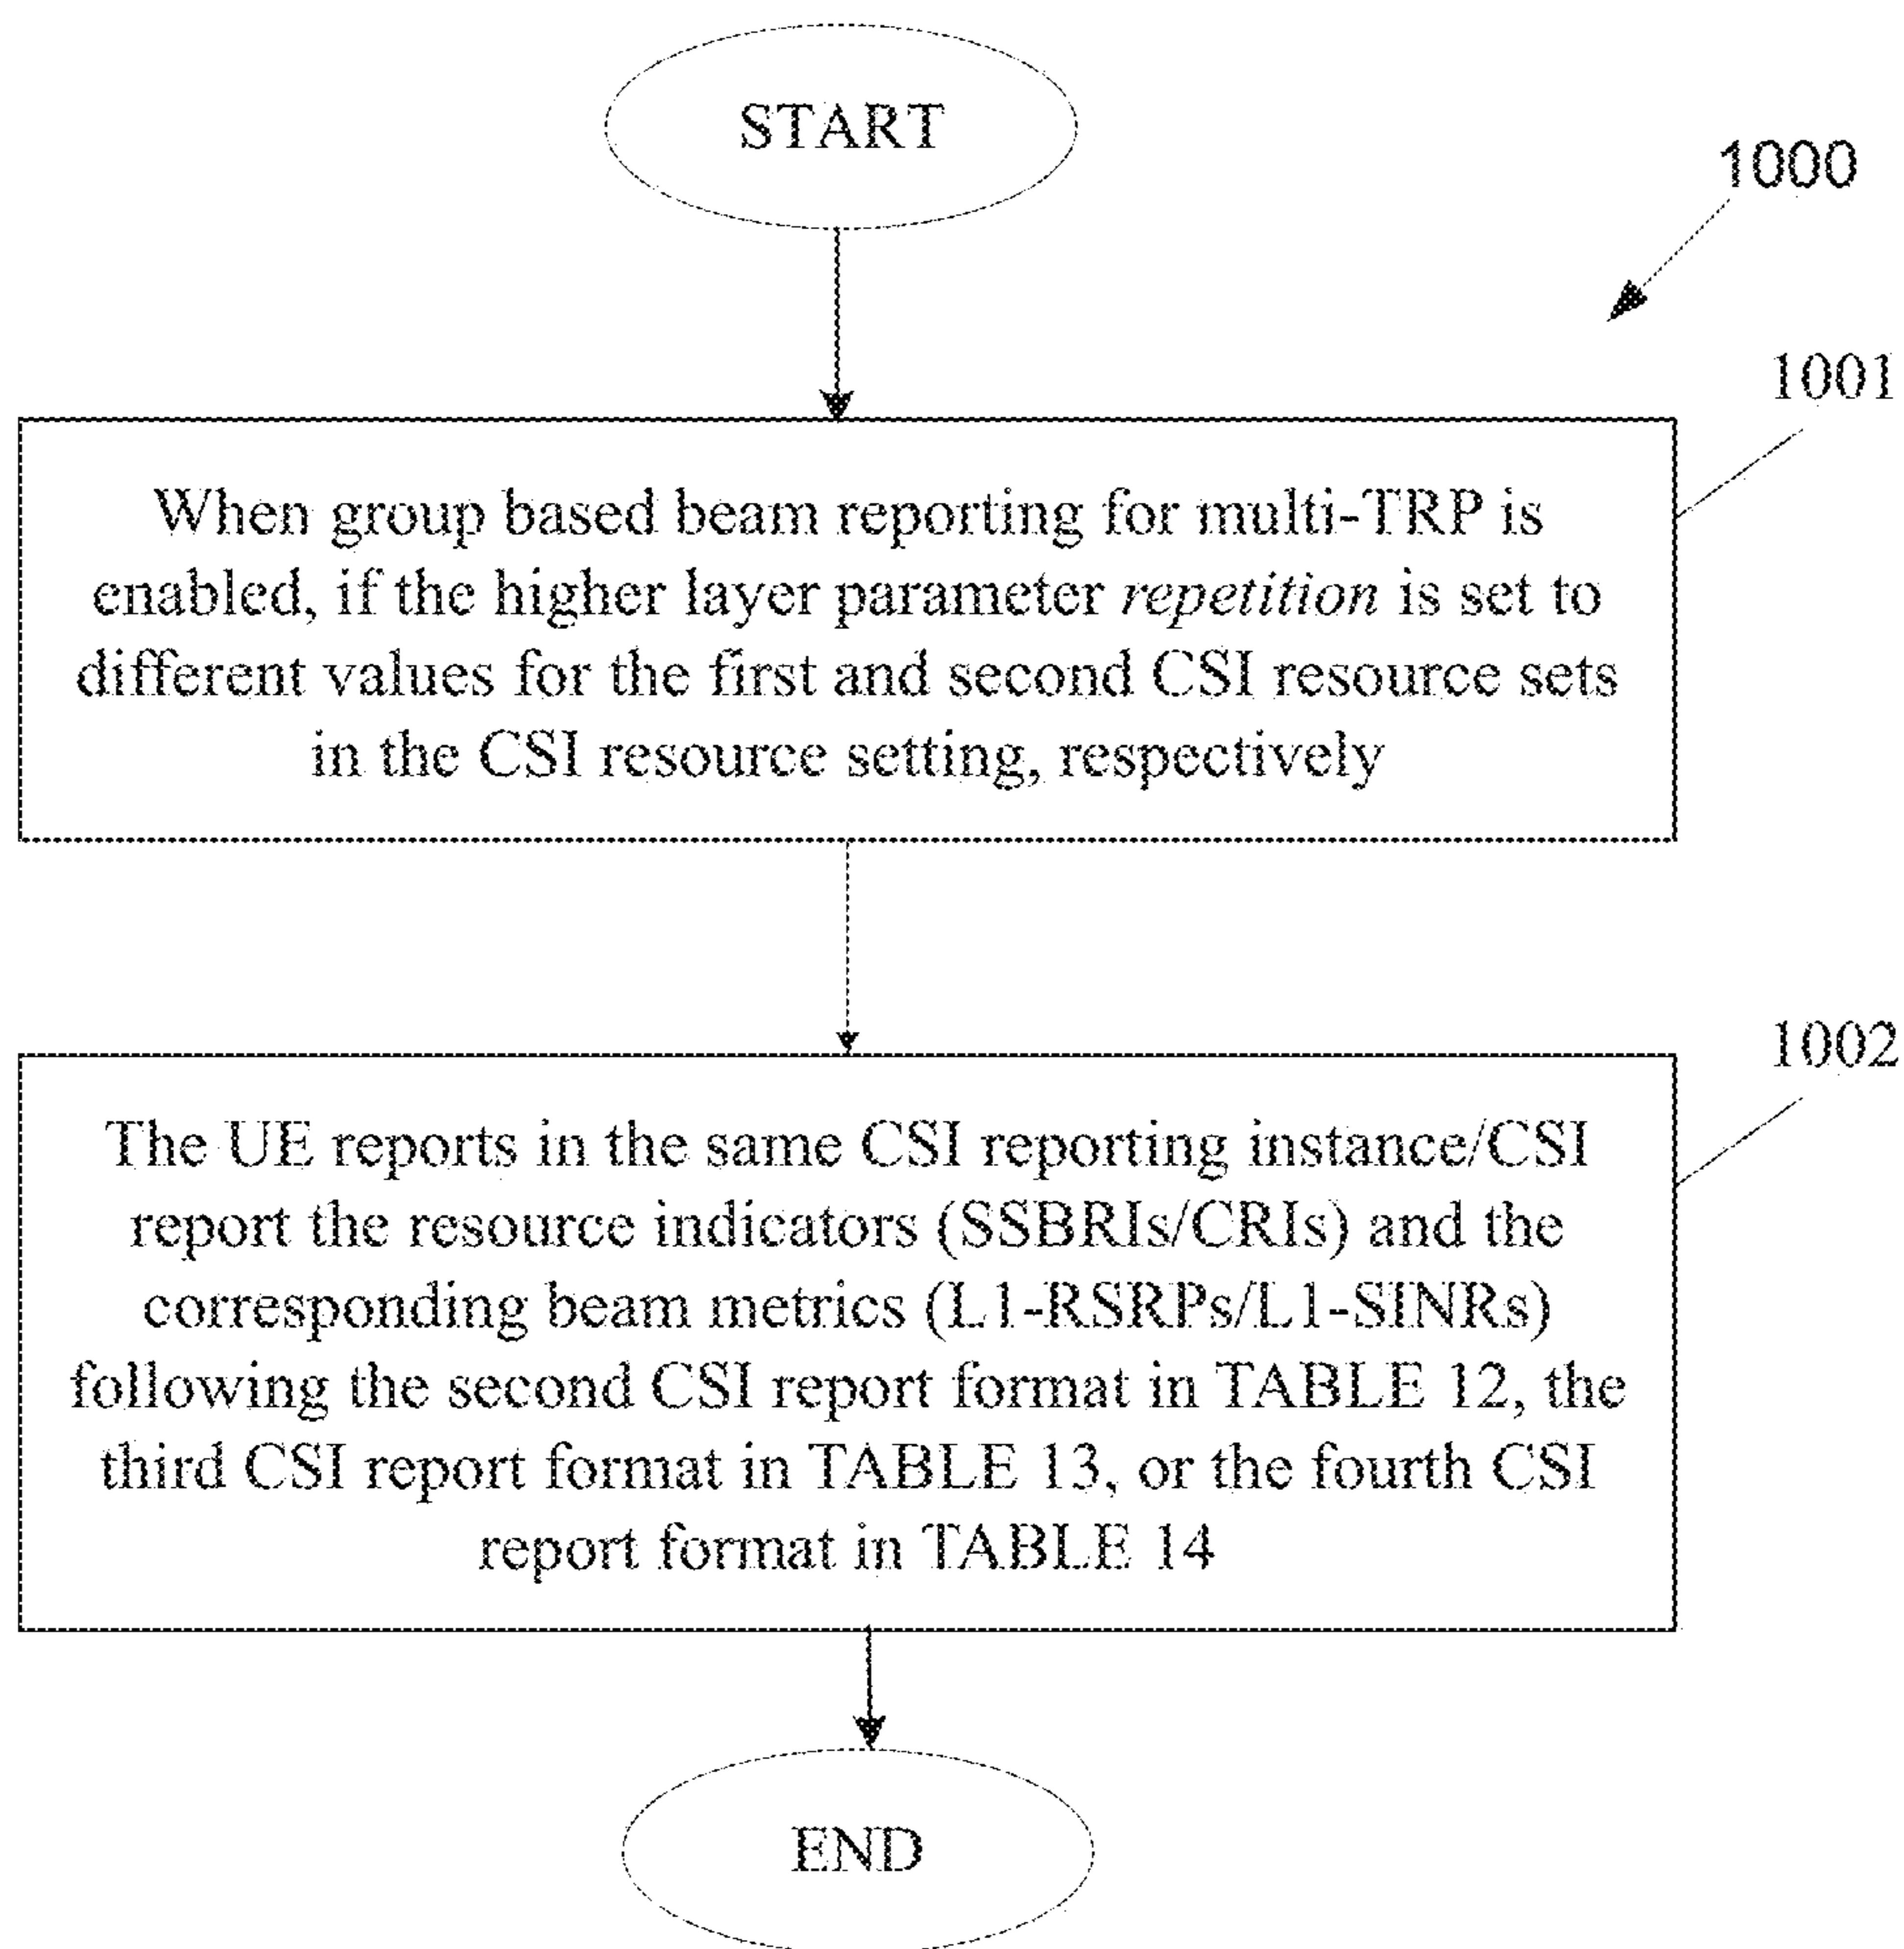 START
1000
1001
When group based beam reporting for multi-TRP is
enabled, if the higher layer parameter repetition is set to
different values for the first and second CSI resource sets
in the CSI resource setting, respectively
1002
The UE reports in the same CSI reporting instance/CSI
report the resource indicators (SSBRIs/CRIs) and the
corresponding beam metrics (L1-RSRPs/L1-SINRs)
following the second CSI report format in TABLE 12, the
third CSI report format in TABLE 13, or the fourth CSI
report format in TABLE 14
END